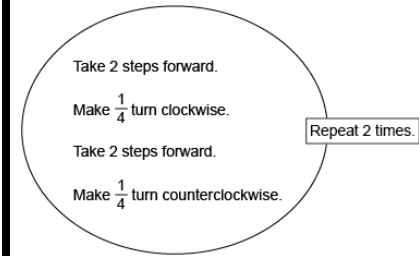 Take 2 steps forward.
Make 1/4 turn clockwise.
Take 2 steps forward.
Make 1/4 turn counterclockwise.
Repeat 2 times.